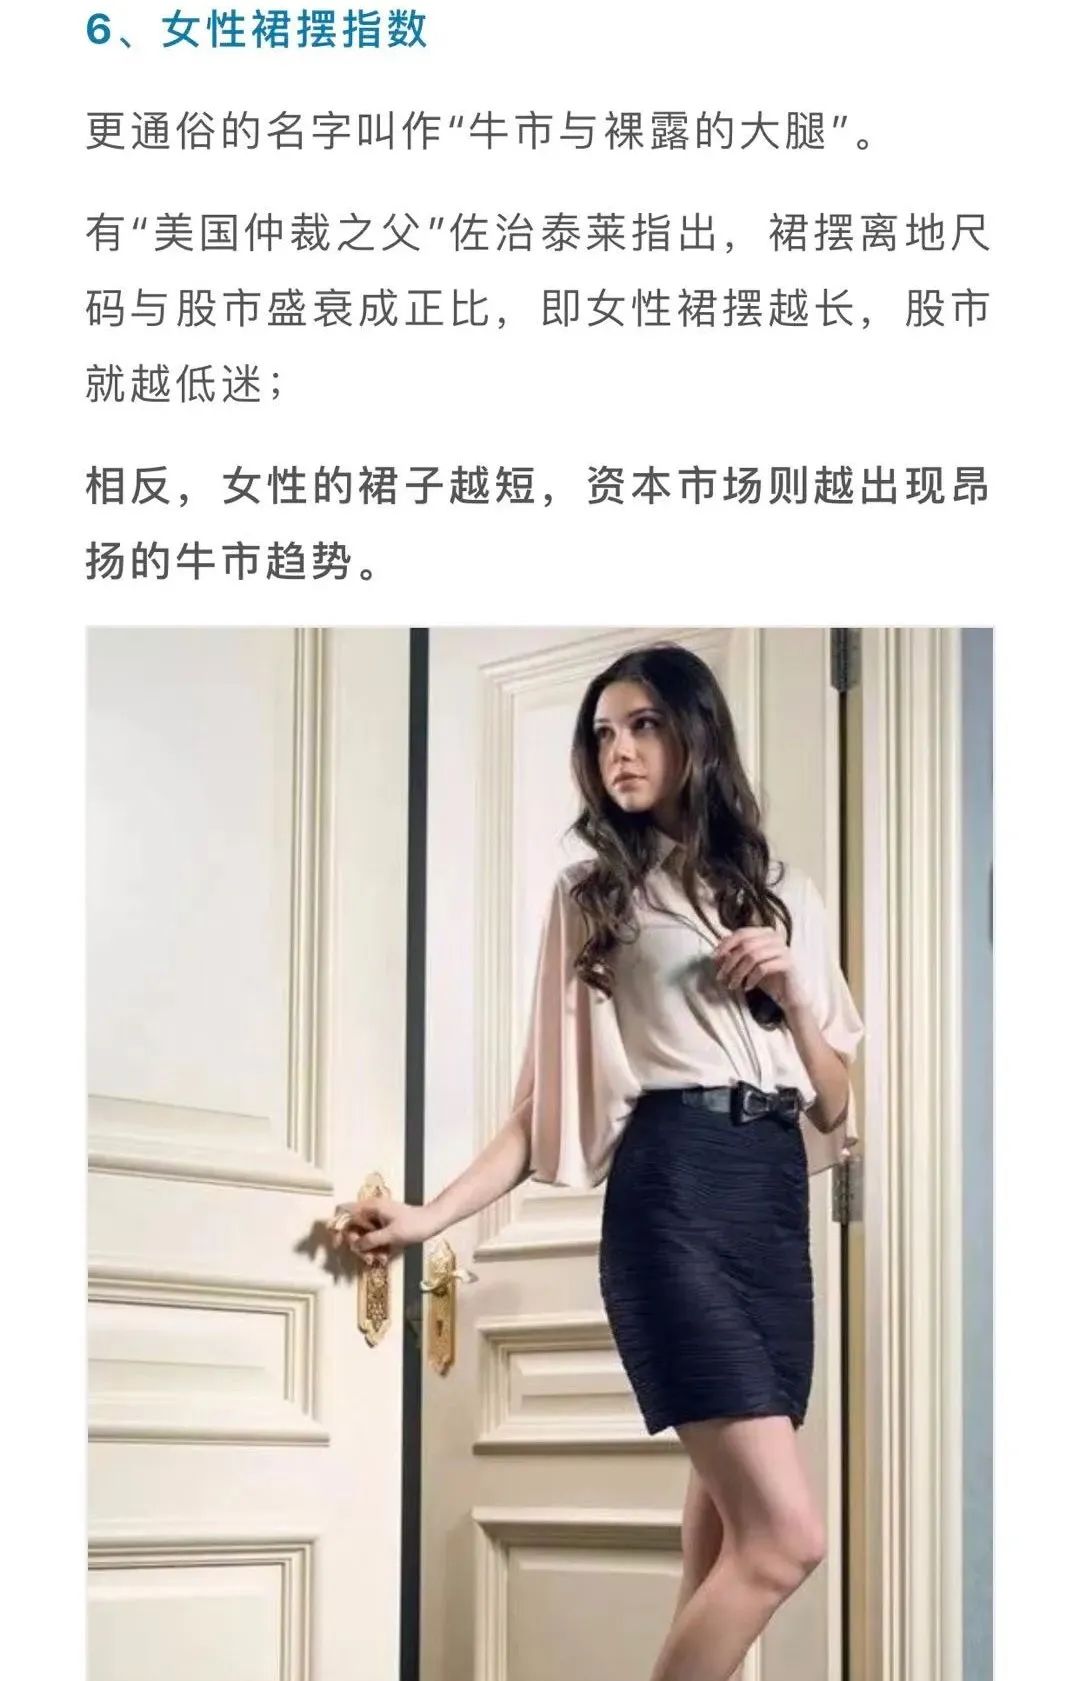 6、女性裙摆指数
更通俗的名字叫作“牛市与裸露的大腿”。
有“美国仲裁之父”佐治泰莱指出，裙摆离地尺
码与股市盛衰成正比，即女性裙摆越长，股市
就越低迷；
相反，女性的裙子越短，资本市场则越出现昂
扬的牛市趋势。